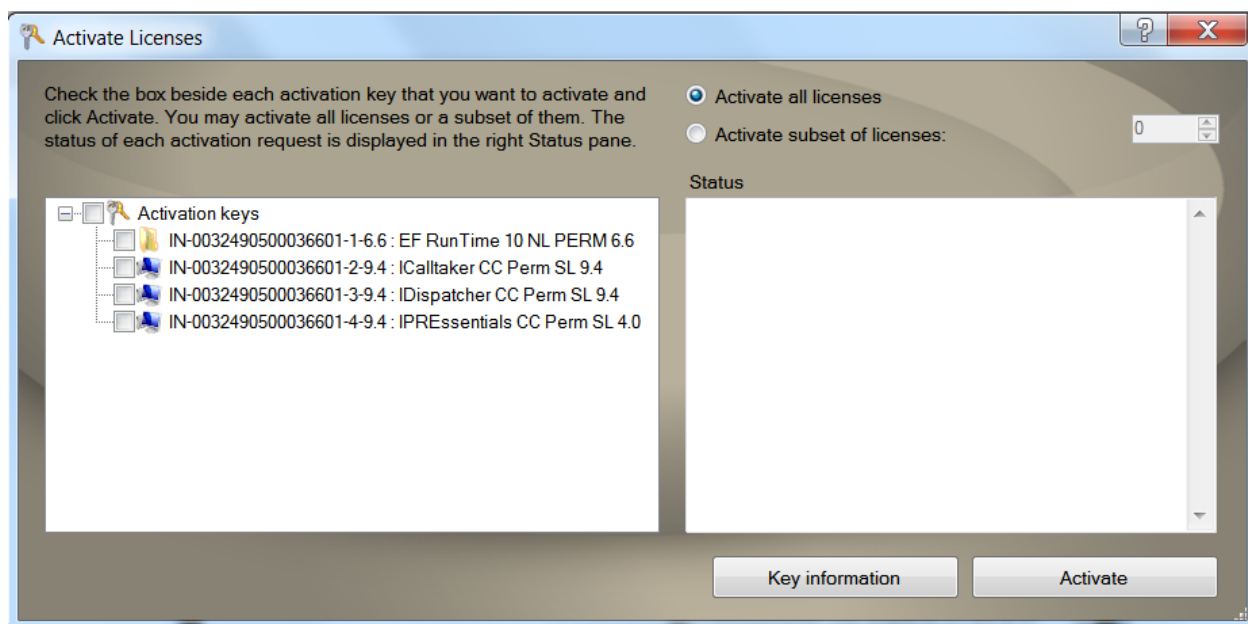 Activate Licenses
Check the box beside each activation key that you want to activate and
click Activate. You may activate all licenses or a subset of them. The
status of each activation request is displayed in the right Status pane.
Activate all licenses
Activate subset of licenses:
0
Status
Activation keys
IN-0032490500036601-1-6.6 : EF RunTime 10 NL PERM 6.6
IN-0032490500036601-2-9.4 : ICalltaker CC Perm SL 9.4
IN-0032490500036601-3-9.4 : IDispatcher CC Perm SL 9.4
IN-0032490500036601-4-9.4 : IPREssentials CC Perm SL 4.0
Key information
Activate